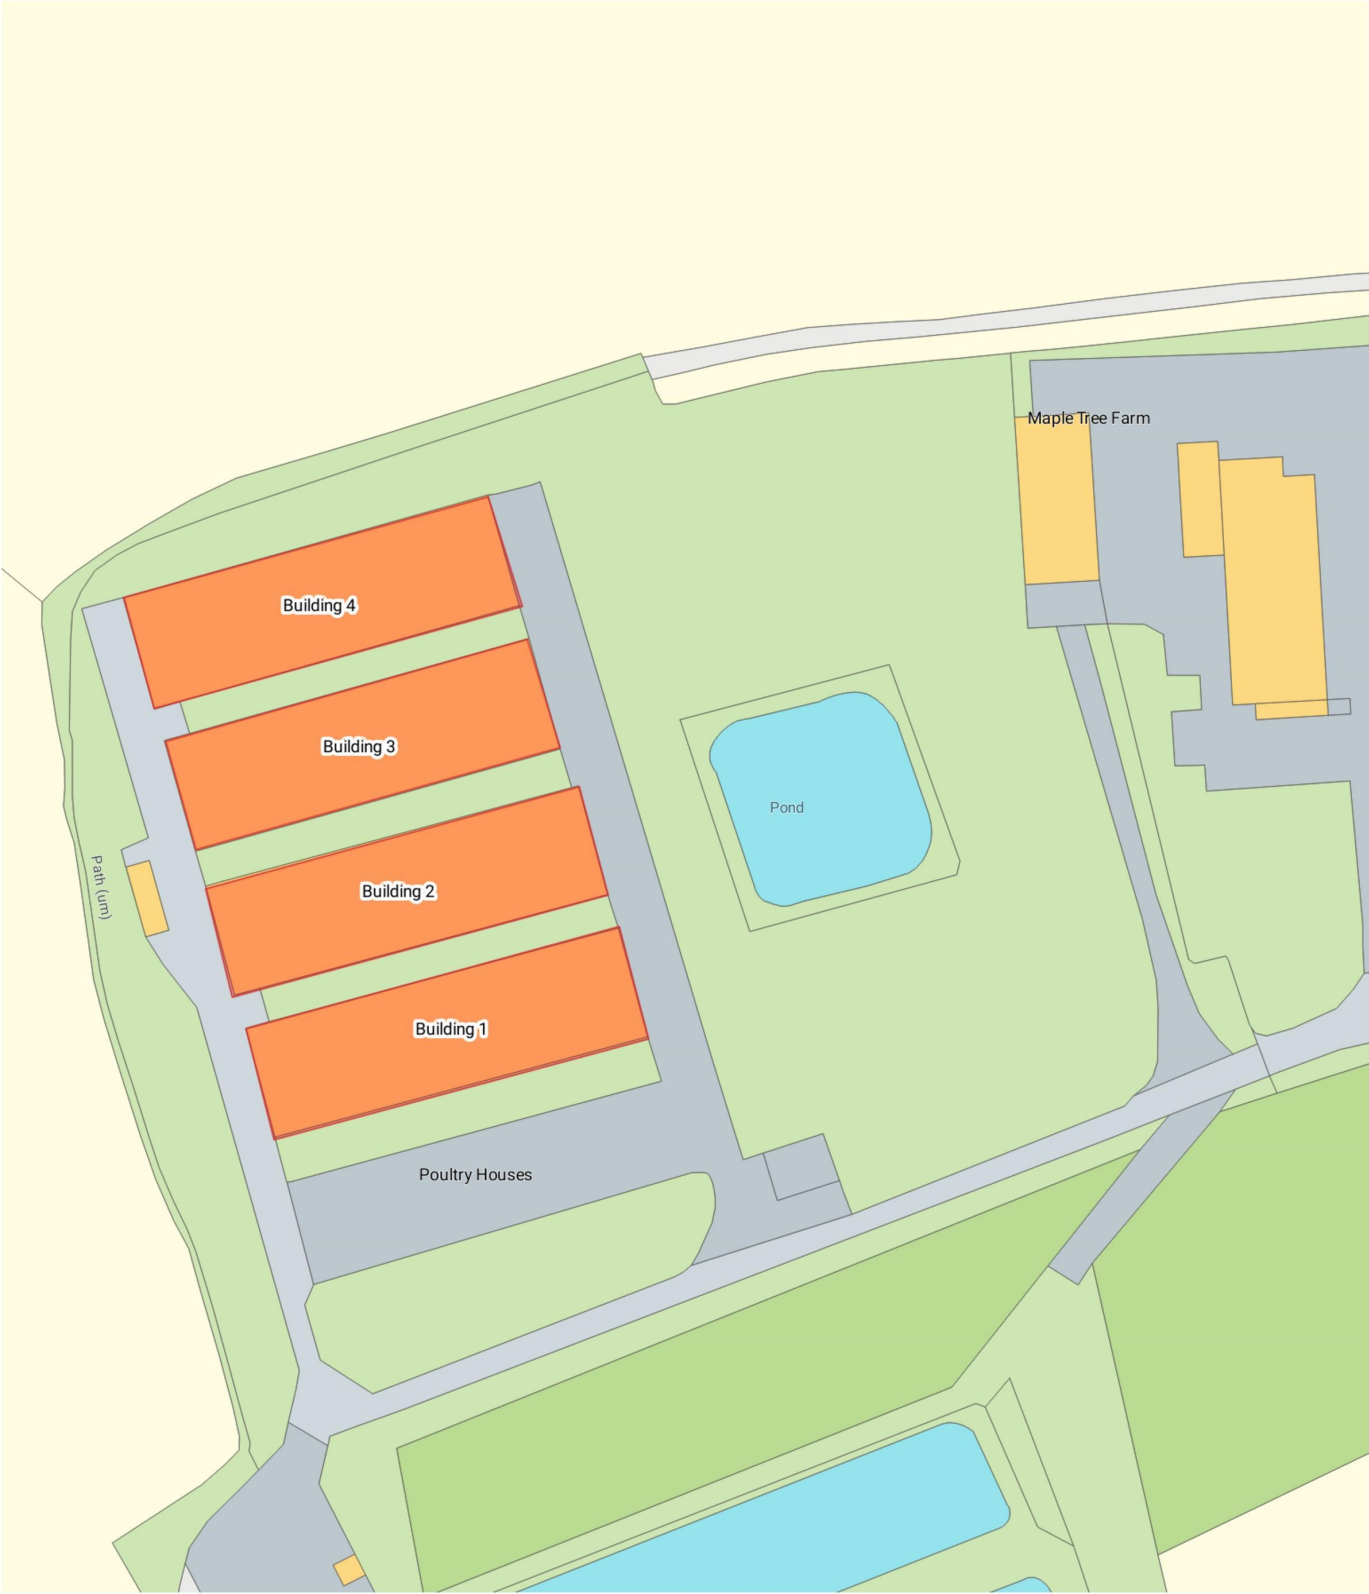 Maple Tree Farm
Building 4
Building 3
Pond
Building 2
Path (um)
Building 1
Poultry Houses